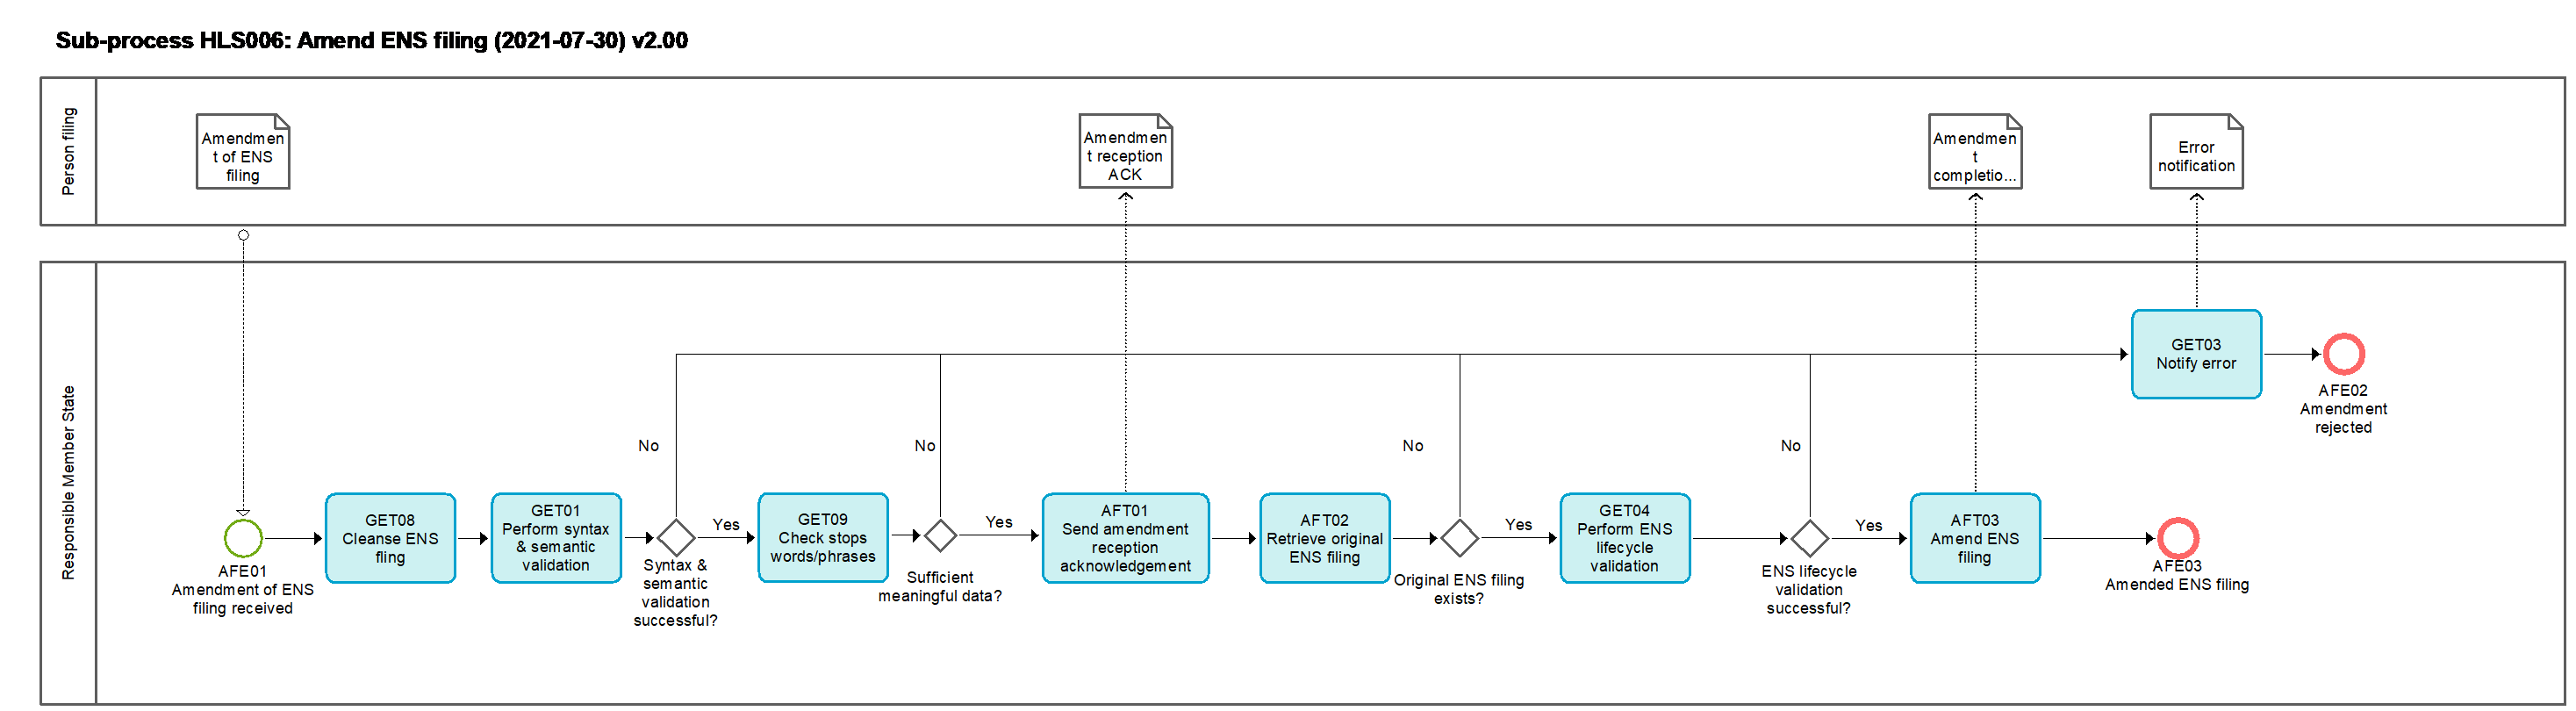 Sub-process HLS006: Amend ENS filing (2021-07-30) v2.00
Person filing
Amendmen
t of ENS
filing
Amendmen
t reception
ACK
Amendmen
t
completio...
Error
notification
Responsible Member State
GET03
Notify error
AFE02
Amendment
rejected
No
No
No
No
AFE01
Amendment of ENS
filing received
GET08
Cleanse ENS
fling
GET01
Perform syntax
& semantic
validation
Syntax &
semantic
validation
successful?
Yes
GET09
Check stops
words/phrases
Sufficient
meaningful data?
Yes
AFT01
Send amendment
reception
acknowledgement
AFT02
Retrieve original
ENS filing
Original ENS filing
exists?
Yes
GET04
Perform ENS
lifecycle
validation
ENS lifecycle
validation
successful?
Yes
AFT03
Amend ENS
filing
AFE03
Amended ENS filing